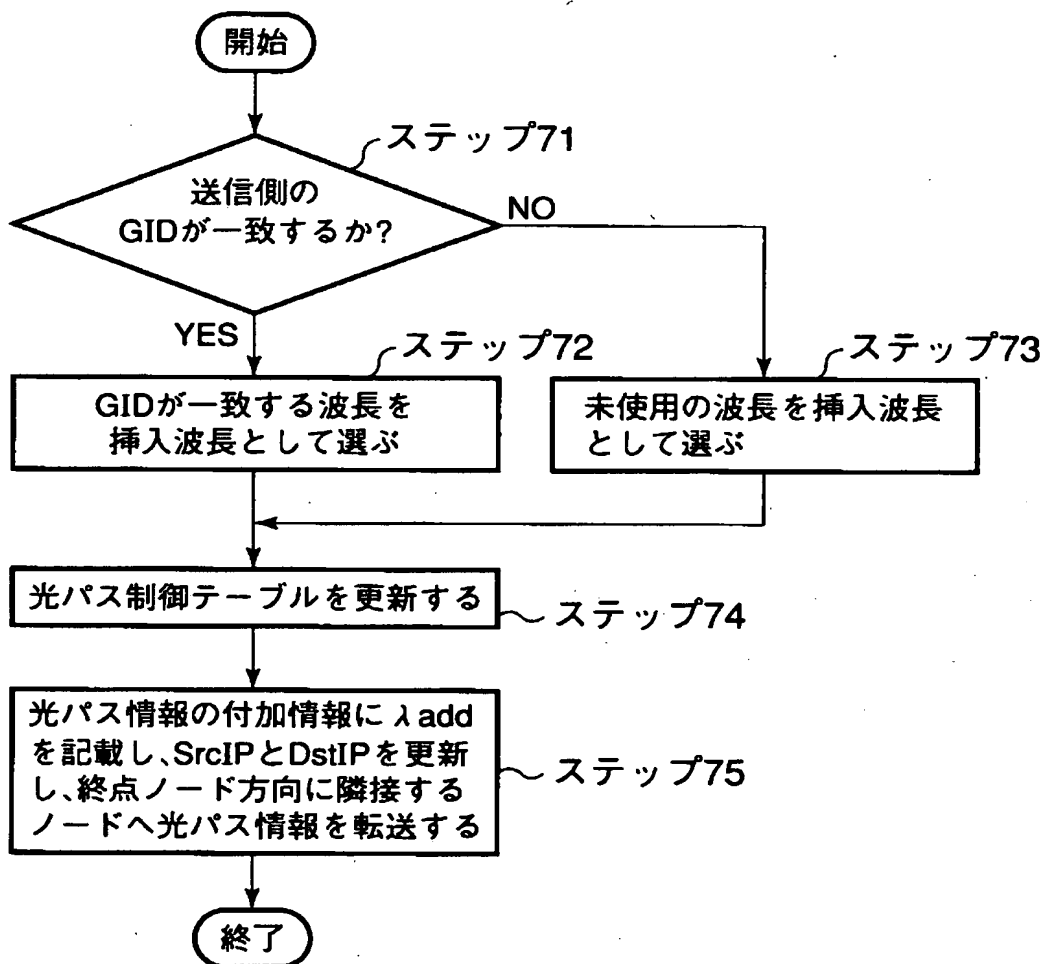 開始
ステップ71
送信側の
GIDが一致するか?
NO
YES
ステップ72
ステップ73
GIDが一致する波長を
挿入波長として選ぶ
未使用の波長を挿入波長
として選ぶ
光パス制御テーブルを更新する
ステップ74
光パス情報の付加情報にλadd
を記載し、SrcIPとDstIPを更新
し、終点ノード方向に隣接する
ノードへ光パス情報を転送する
ステップ75
終了